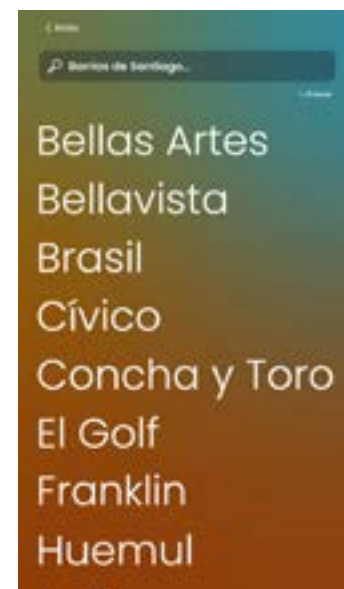 Barrios de Santiago...
Bellas Artes
Bellavista
Brasil
Cívico
Concha y Toro
El Golf
Franklin
Huemul